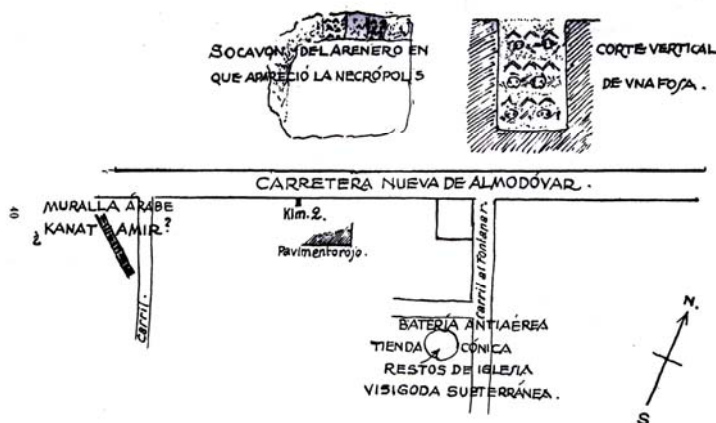 SOCAVON DEL ARENERO EN
QUE APARECIÓ LA NECRÓPOLIS
CORTE VERTICAL
DE VNA FOSA.
CARRETERA NUEVA DE ALMODÓVAR.
MURALLA ÁRABE
¿KANAT AMIR?
Carril.
Klm. 2.
Pavimento rojo.
Carril al Fontanar.
BATERÍA ANTIAÉREA
TIENDA CÓNICA
RESTOS DE IGLESIA
VISIGODA SUBTERRÁNEA.
N.
S
40